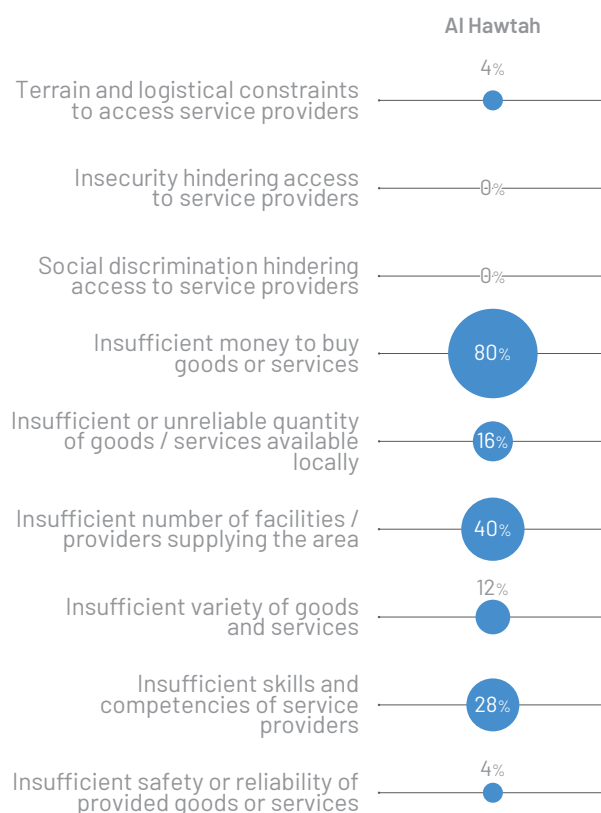 Al Hawtah
4%
Terrain and logistical constraints
to access service providers
Insecurity hindering access
to service providers
0%
Social discrimination hindering
access to service providers
0%
Insufficient money to buy
goods or services
80%
Insufficient or unreliable quantity
of goods / services available
locally
16%
Insufficient number of facilities /
providers supplying the area
40%
12%
Insufficient variety of goods
and services
Insufficient skills and
competencies of service
providers
28%
4%
Insufficient safety or reliability of
provided goods or services